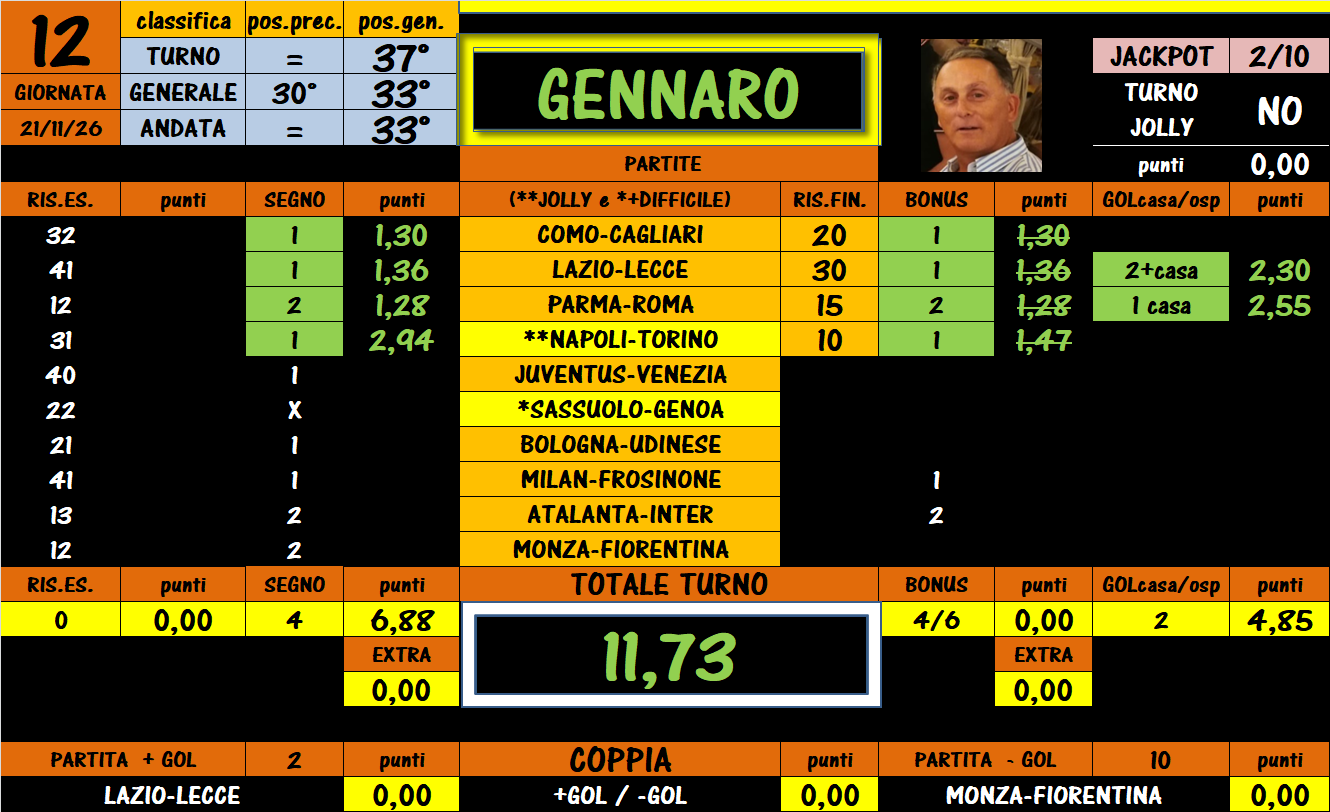 12 classifica pos.prec. pos.gen.
TURNO = 37° GENNARO JACKPOT 2/10
GIORNATA GENERALE 30° 33° TURNO JOLLY NO
21/11/26 ANDATA = 33°
PARTITE punti 0,00
RIS.ES. punti SEGNO punti (**JOLLY e *+DIFFICILE) RIS.FIN. BONUS punti GOLcasa/osp punti
32 1 1,30 COMO-CAGLIARI 20 1 1,30
41 1 1,36 LAZIO-LECCE 30 1 1,36 2+casa 2,30
12 2 1,28 PARMA-ROMA 15 2 1,28 1 casa 2,55
31 1 2,94 **NAPOLI-TORINO 10 1 1,47
40 1 JUVENTUS-VENEZIA
22 X *SASSUOLO-GENOA
21 1 BOLOGNA-UDINESE
41 1 MILAN-FROSINONE 1
13 2 ATALANTA-INTER 2
12 2 MONZA-FIORENTINA
RIS.ES. punti SEGNO punti TOTALE TURNO BONUS punti GOLcasa/osp punti
0 0,00 4 6,88 11,73 4/6 0,00 2 4,85
EXTRA EXTRA
0,00 0,00
PARTITA + GOL 2 punti COPPIA punti PARTITA - GOL 10 punti
LAZIO-LECCE 0,00 +GOL / -GOL 0,00 MONZA-FIORENTINA 0,00